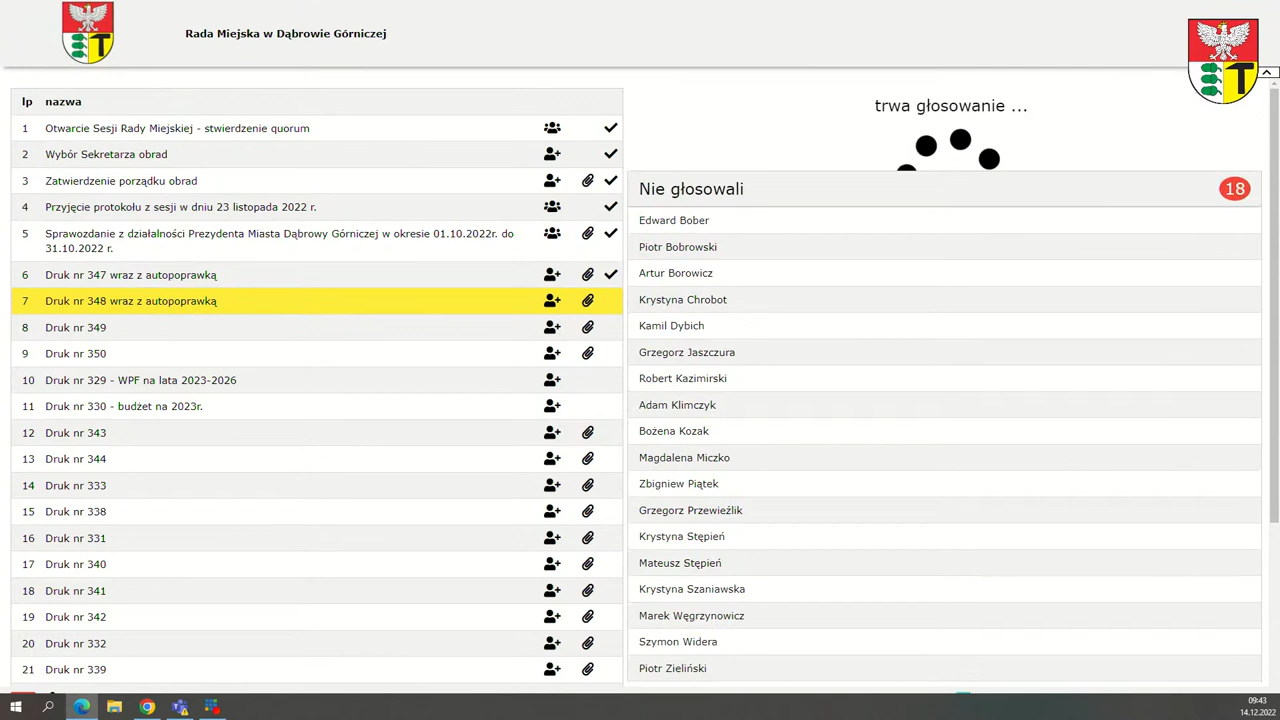 Rada Miejska w Dąbrowie Górniczej
lp nazwa
1 Otwarcie Sesji Rady Miejskiej - stwierdzenie quorum
2 Wybór Sekretarza obrad
3 Zatwierdzenie porządku obrad
4 Przyjęcie protokołu z sesji w dniu 23 listopada 2022 r.
5 Sprawozdanie z działalności Prezydenta Miasta Dąbrowy Górniczej w okresie 01.10.2022r. do
31.10.2022 r.
6 Druk nr 347 wraz z autopoprawką
7 Druk nr 348 wraz z autopoprawką
8 Druk nr 349
9 Druk nr 350
10 Druk nr 329 - WPF na lata 2023-2026
11 Druk nr 330 - budżet na 2023r.
12 Druk nr 343
13 Druk nr 344
14 Druk nr 333
15 Druk nr 338
16 Druk nr 331
17 Druk nr 340
18 Druk nr 341
19 Druk nr 342
20 Druk nr 332
21 Druk nr 339
trwa głosowanie ...
Nie głosowali 18
Edward Bober
Piotr Bobrowski
Artur Borowicz
Krystyna Chrobot
Kamil Dybich
Grzegorz Jaszczura
Robert Kazimirski
Adam Klimczyk
Bożena Kozak
Magdalena Miczko
Zbigniew Piątek
Grzegorz Przewieźlik
Krystyna Stępień
Mateusz Stępień
Krystyna Szaniawska
Marek Węgrzynowicz
Szymon Widera
Piotr Zieliński
09:43
14.12.2022